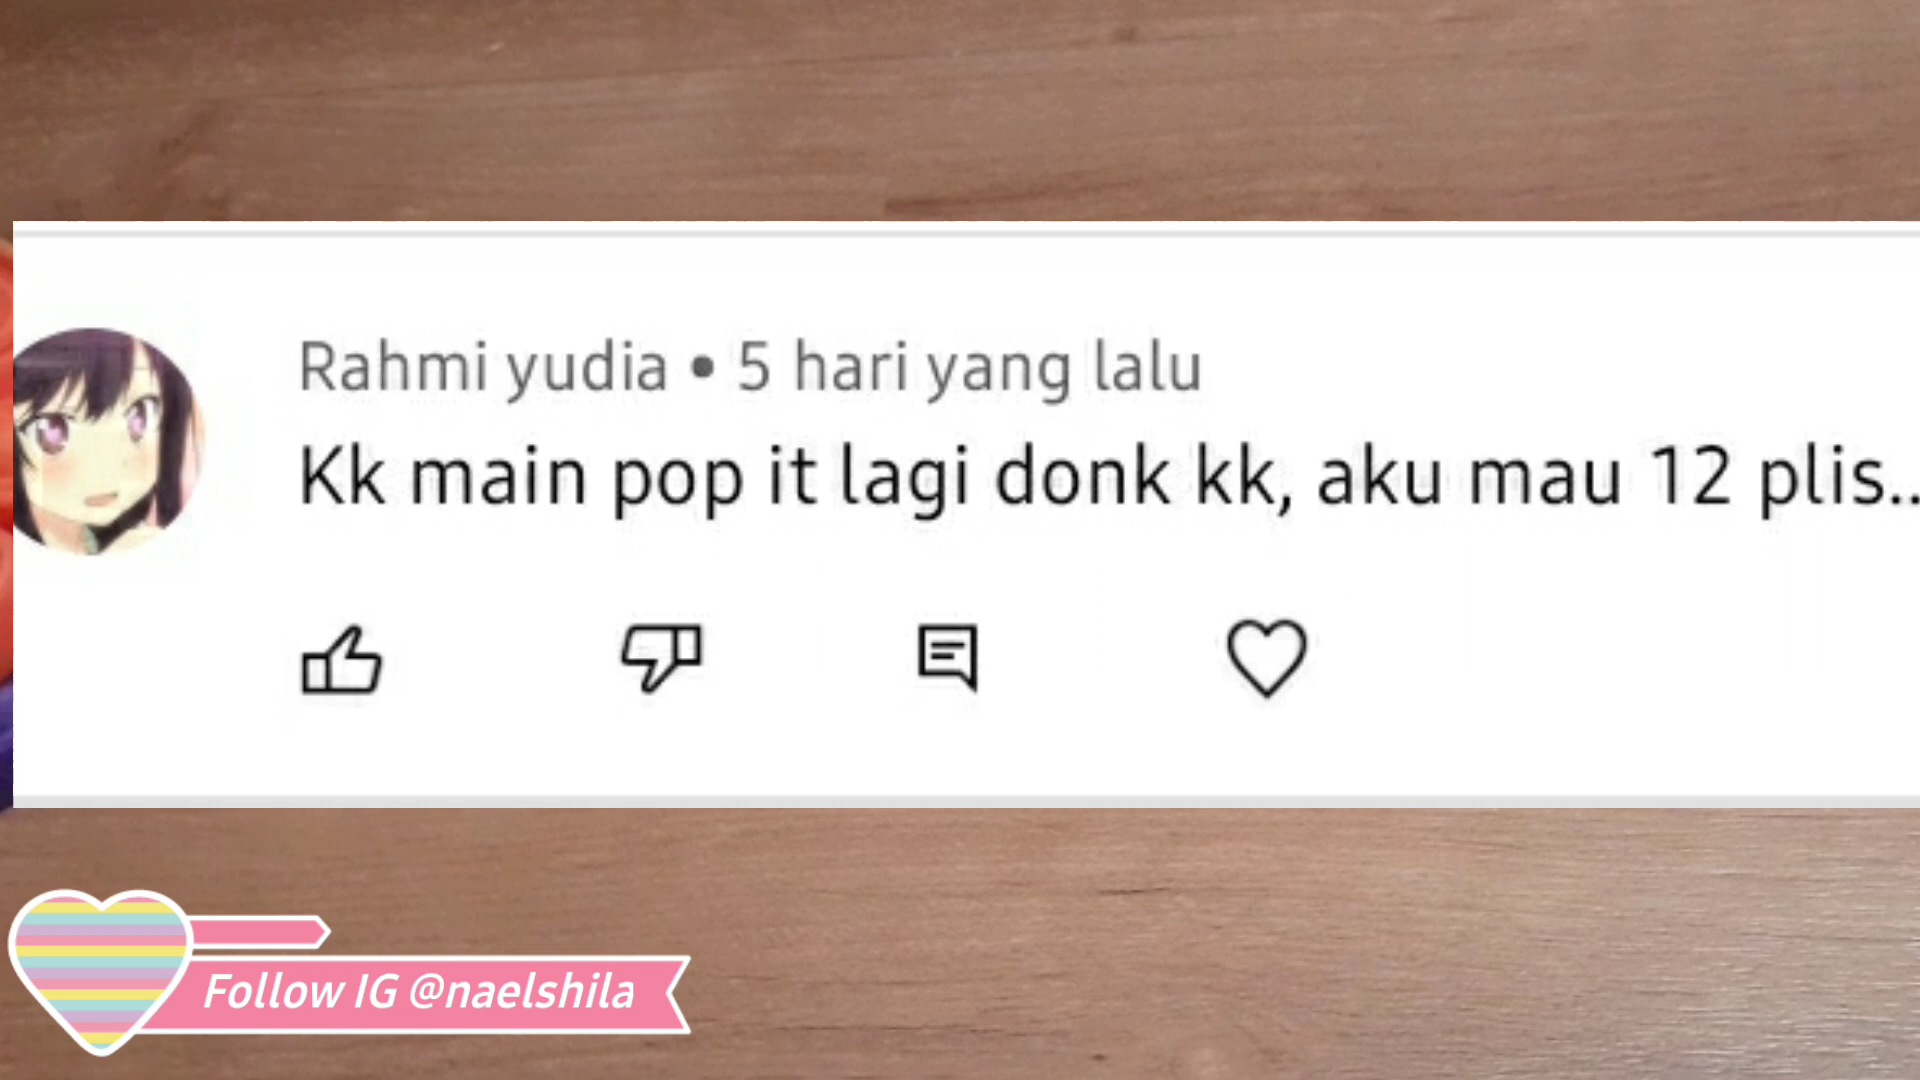 Rahmi yudia • 5 hari yang lalu
Kk main pop it lagi donk kk, aku mau 12 plis..
Follow IG @naelshila